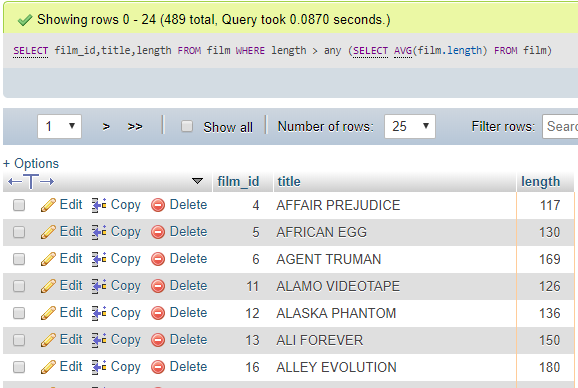 Showing rows 0 - 24 (489 total, Query took 0.0870 seconds.)
SELECT film_id,title,length FROM film WHERE length > any (SELECT AVG(film.length) FROM film)
1 > >> Show all Number of rows: 25 Filter rows: Searc
+ Options
←T→ film_id title length
Edit Copy Delete 4 AFFAIR PREJUDICE 117
Edit Copy Delete 5 AFRICAN EGG 130
Edit Copy Delete 6 AGENT TRUMAN 169
Edit Copy Delete 11 ALAMO VIDEOTAPE 126
Edit Copy Delete 12 ALASKA PHANTOM 136
Edit Copy Delete 13 ALI FOREVER 150
Edit Copy Delete 16 ALLEY EVOLUTION 180